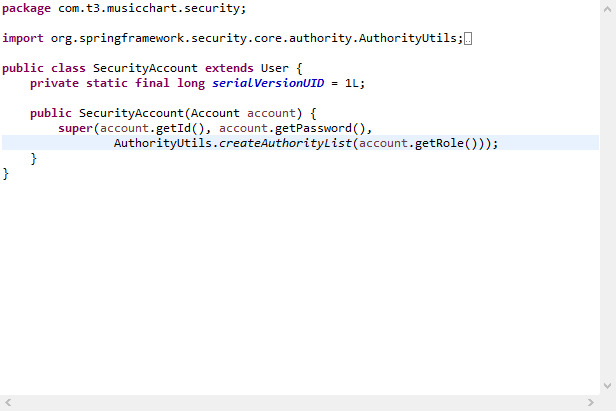 package com.t3.musicchart.security;
import org.springframework.security.core.authority.AuthorityUtils;
public class SecurityAccount extends User {
    private static final long serialVersionUID = 1L;
    public SecurityAccount(Account account) {
        super(account.getId(), account.getPassword(),
                AuthorityUtils.createAuthorityList(account.getRole()));
    }
}